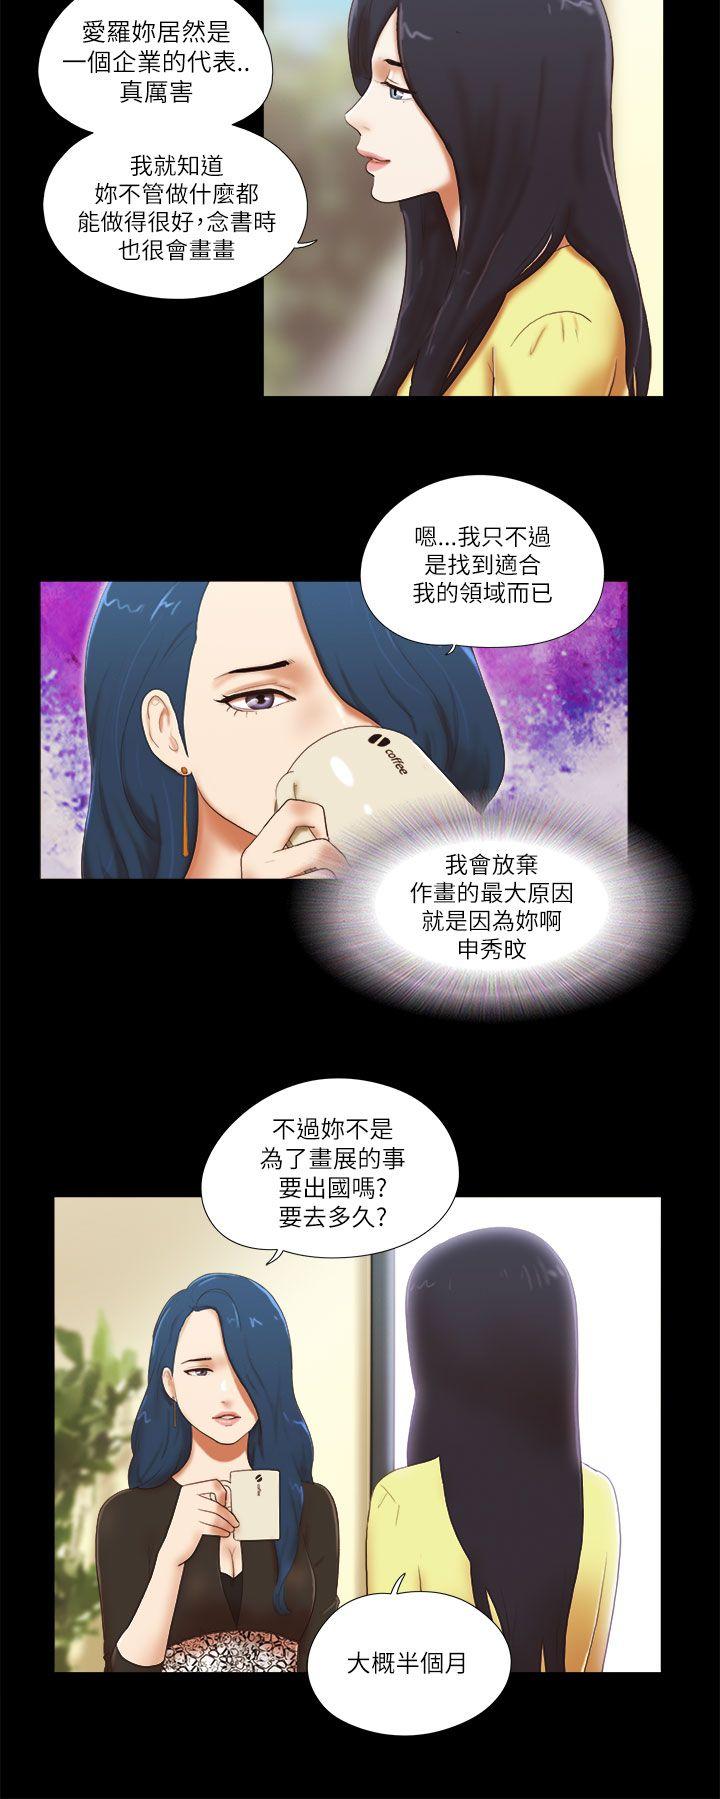 愛羅妳居然是
一個企業的代表..
真厲害
我就知道
妳不管做什麼都
能做得很好,念書時
也很會畫畫
嗯...我只不過
是找到適合
我的領域而已
coffee
我會放棄
作畫的最大原因
就是因為妳啊
申秀旼
不過妳不是
為了畫展的事
要出國嗎?
要去多久?
coffee
大概半個月